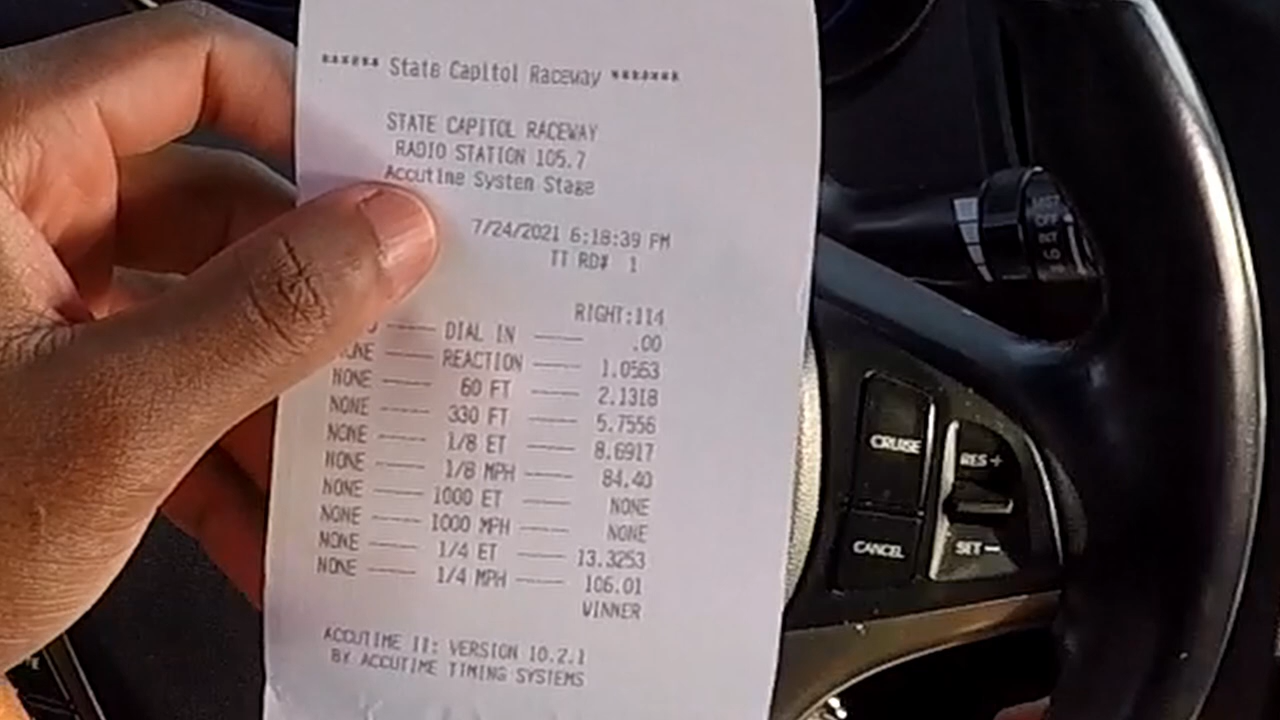 ****** State Capitol Raceway *******
STATE CAPITOL RACEWAY
RADIO STATION 105.7
Accutime System Stage
7/24/2021 6:18:39 PM
TT RD# 1
RIGHT:114
DIAL IN .00
REACTION 1.0563
NONE 60 FT 2.1318
NONE 330 FT 5.7556
NONE 1/8 ET 8.6917
NONE 1/8 MPH 84.40
NONE 1000 ET NONE
NONE 1000 MPH NONE
NONE 1/4 ET 13.3253
NONE 1/4 MPH 106.01
WINNER
ACCUTIME II: VERSION 10.2.1
BY ACCUTIME TIMING SYSTEMS
MIST
OFF
INT
LO
CRUISE
RES +
CANCEL
SET −